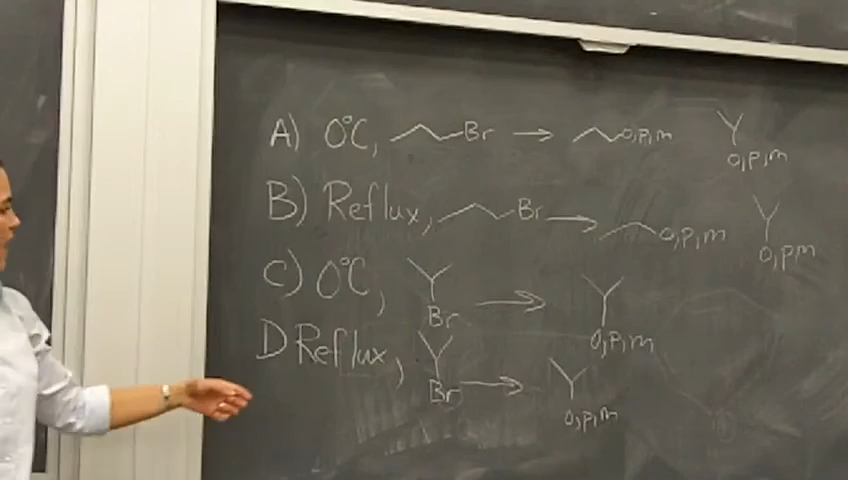 A) 0°C, Br → o,p,m o,p,m
B) Reflux, Br → o,p,m o,p,m
C) 0°C, Br → o,p,m
D Reflux, Br → o,p,m